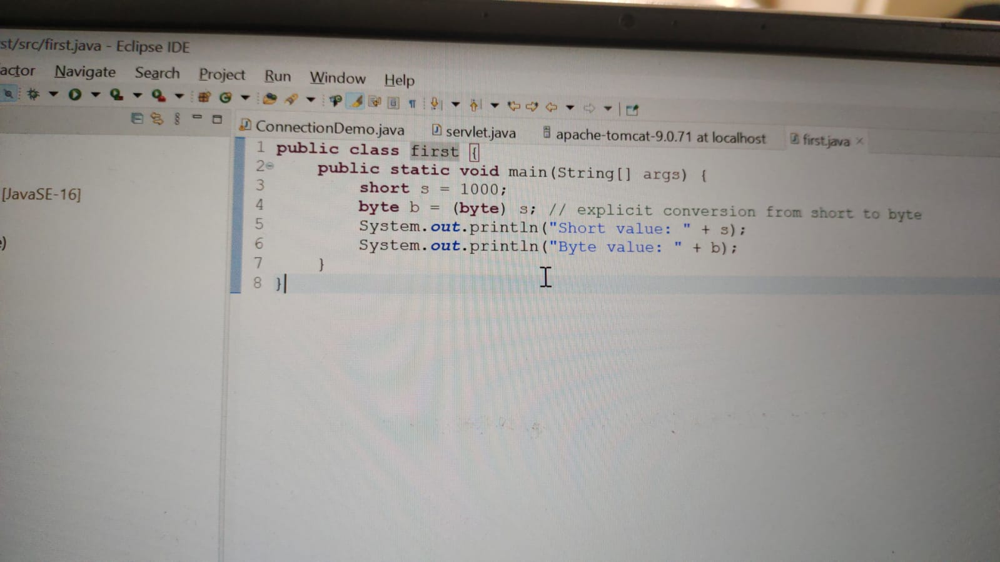 st/src/first.java - Eclipse IDE
actor Navigate Search Project Run Window Help
ConnectionDemo.java servlet.java apache-tomcat-9.0.71 at localhost first.java
1 public class first {
2 public static void main(String[] args) {
[JavaSE-16]
3 short s = 1000;
4 byte b = (byte) s; // explicit conversion from short to byte
5 System.out.println("Short value: " + s);
e)
6 System.out.println("Byte value: " + b);
7 }
8 }